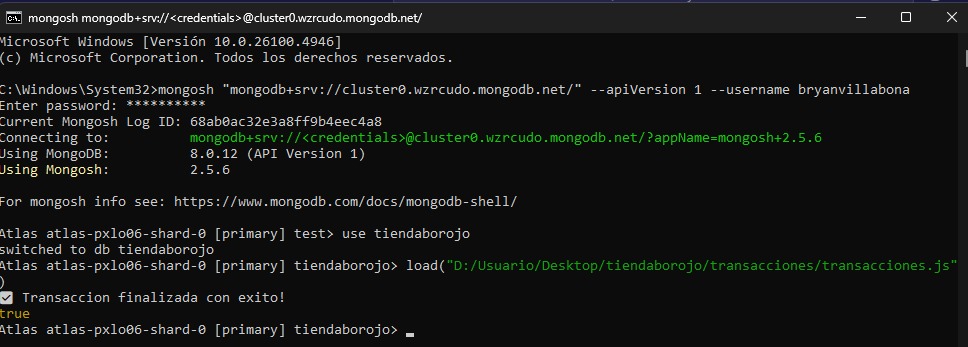 mongosh mongodb+srv://<credentials>@cluster0.wzrcudo.mongodb.net/
Microsoft Windows [Versión 10.0.26100.4946]
(c) Microsoft Corporation. Todos los derechos reservados.
C:\Windows\System32>mongosh "mongodb+srv://cluster0.wzrcudo.mongodb.net/" --apiVersion 1 --username bryanvillabona
Enter password: **********
Current Mongosh Log ID: 68ab0ac32e3a8ff9b4eec4a8
Connecting to: mongodb+srv://<credentials>@cluster0.wzrcudo.mongodb.net/?appName=mongosh+2.5.6
Using MongoDB: 8.0.12 (API Version 1)
Using Mongosh: 2.5.6
For mongosh info see: https://www.mongodb.com/docs/mongodb-shell/
Atlas atlas-pxlo06-shard-0 [primary] test> use tiendaborojo
switched to db tiendaborojo
Atlas atlas-pxlo06-shard-0 [primary] tiendaborojo> load("D:/Usuario/Desktop/tiendaborojo/transacciones/transacciones.js"
)
Transaccion finalizada con exito!
true
Atlas atlas-pxlo06-shard-0 [primary] tiendaborojo>